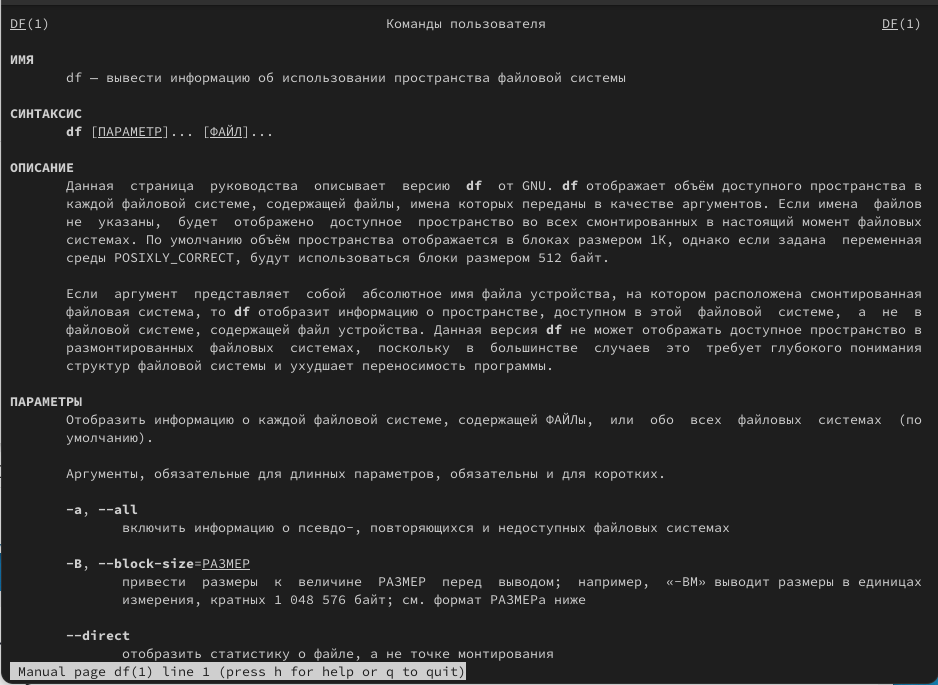 DF(1) Команды пользователя DF(1)
ИМЯ
df — вывести информацию об использовании пространства файловой системы
СИНТАКСИС
df [ПАРАМЕТР]... [ФАЙЛ]...
ОПИСАНИЕ
Данная страница руководства описывает версию df от GNU. df отображает объём доступного пространства в
каждой файловой системе, содержащей файлы, имена которых переданы в качестве аргументов. Если имена файлов
не указаны, будет отображено доступное пространство во всех смонтированных в настоящий момент файловых
системах. По умолчанию объём пространства отображается в блоках размером 1К, однако если задана переменная
среды POSIXLY_CORRECT, будут использоваться блоки размером 512 байт.
Если аргумент представляет собой абсолютное имя файла устройства, на котором расположена смонтированная
файловая система, то df отобразит информацию о пространстве, доступном в этой файловой системе, а не в
файловой системе, содержащей файл устройства. Данная версия df не может отображать доступное пространство в
размонтированных файловых системах, поскольку в большинстве случаев это требует глубокого понимания
структур файловой системы и ухудшает переносимость программы.
ПАРАМЕТРЫ
Отобразить информацию о каждой файловой системе, содержащей ФАЙЛы, или обо всех файловых системах (по
умолчанию).
Аргументы, обязательные для длинных параметров, обязательны и для коротких.
-a, --all
включить информацию о псевдо-, повторяющихся и недоступных файловых системах
-B, --block-size=РАЗМЕР
привести размеры к величине РАЗМЕР перед выводом; например, «-BM» выводит размеры в единицах
измерения, кратных 1 048 576 байт; см. формат РАЗМЕРа ниже
--direct
отобразить статистику о файле, а не точке монтирования
Manual page df(1) line 1 (press h for help or q to quit)